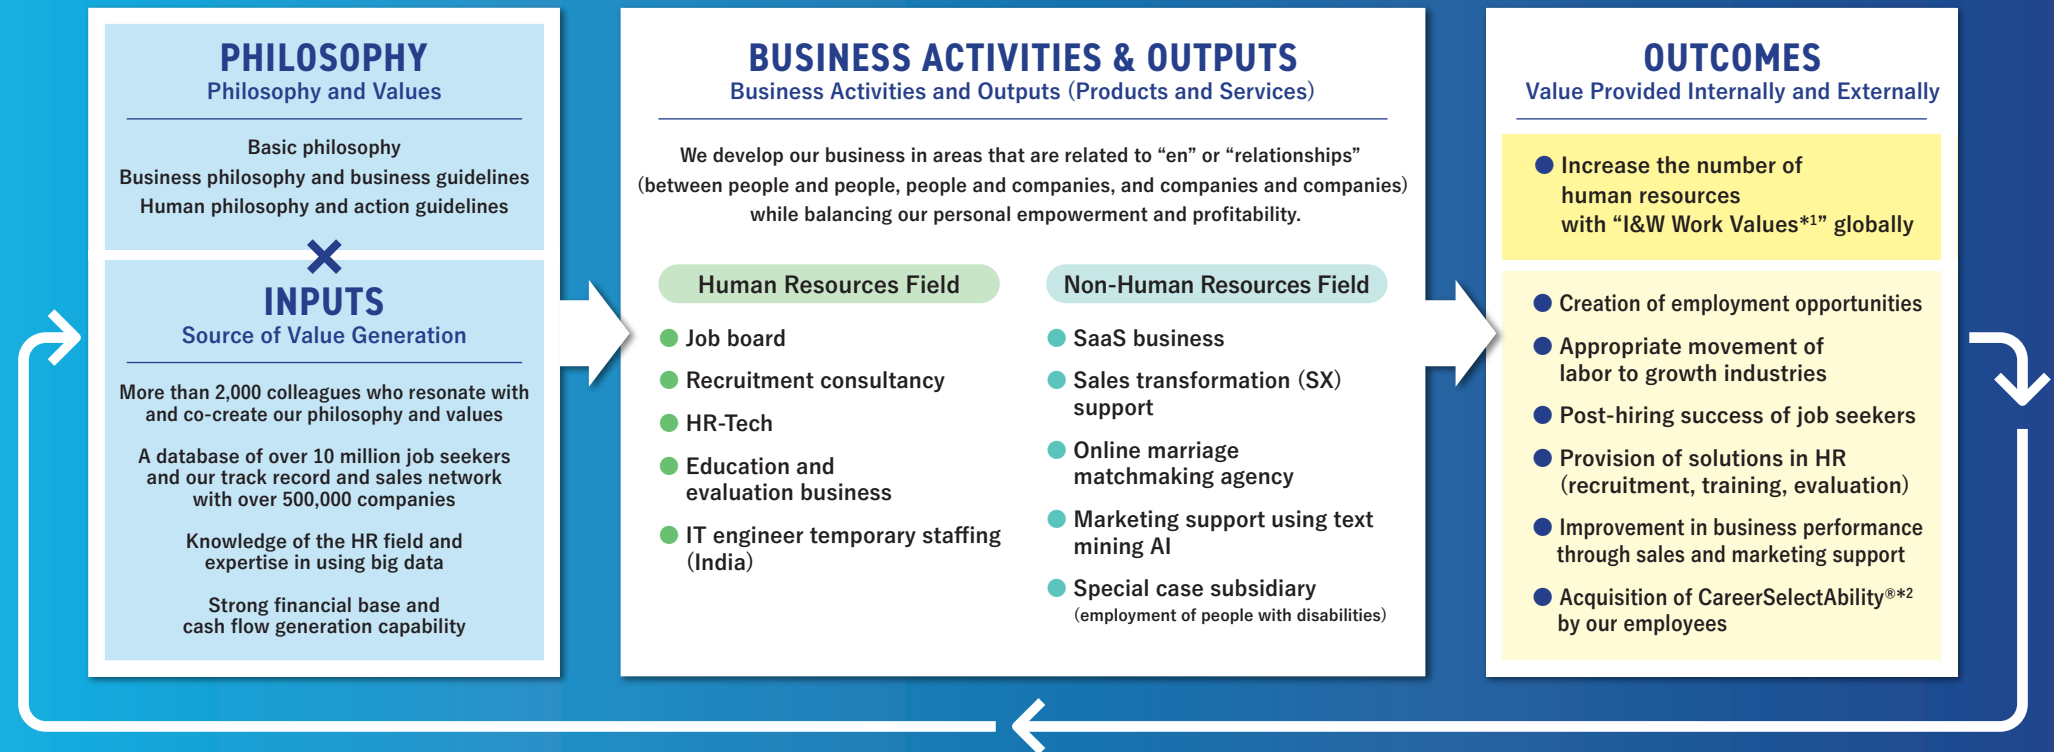 PHILOSOPHY
Philosophy and Values
Basic philosophy
Business philosophy and business guidelines
Human philosophy and action guidelines
×
INPUTS
Source of Value Generation
More than 2,000 colleagues who resonate with
and co-create our philosophy and values
A database of over 10 million job seekers
and our track record and sales network
with over 500,000 companies
Knowledge of the HR field and
expertise in using big data
Strong financial base and
cash flow generation capability
BUSINESS ACTIVITIES & OUTPUTS
Business Activities and Outputs (Products and Services)
We develop our business in areas that are related to “en” or “relationships”
(between people and people, people and companies, and companies and companies)
while balancing our personal empowerment and profitability.
Human Resources Field
● Job board
● Recruitment consultancy
● HR-Tech
● Education and
evaluation business
● IT engineer temporary staffing
(India)
Non-Human Resources Field
● SaaS business
● Sales transformation (SX)
support
● Online marriage
matchmaking agency
● Marketing support using text
mining AI
● Special case subsidiary
(employment of people with disabilities)
OUTCOMES
Value Provided Internally and Externally
● Increase the number of
human resources
with “I&W Work Values*1” globally
● Creation of employment opportunities
● Appropriate movement of
labor to growth industries
● Post-hiring success of job seekers
● Provision of solutions in HR
(recruitment, training, evaluation)
● Improvement in business performance
through sales and marketing support
● Acquisition of CareerSelectAbility®*2
by our employees